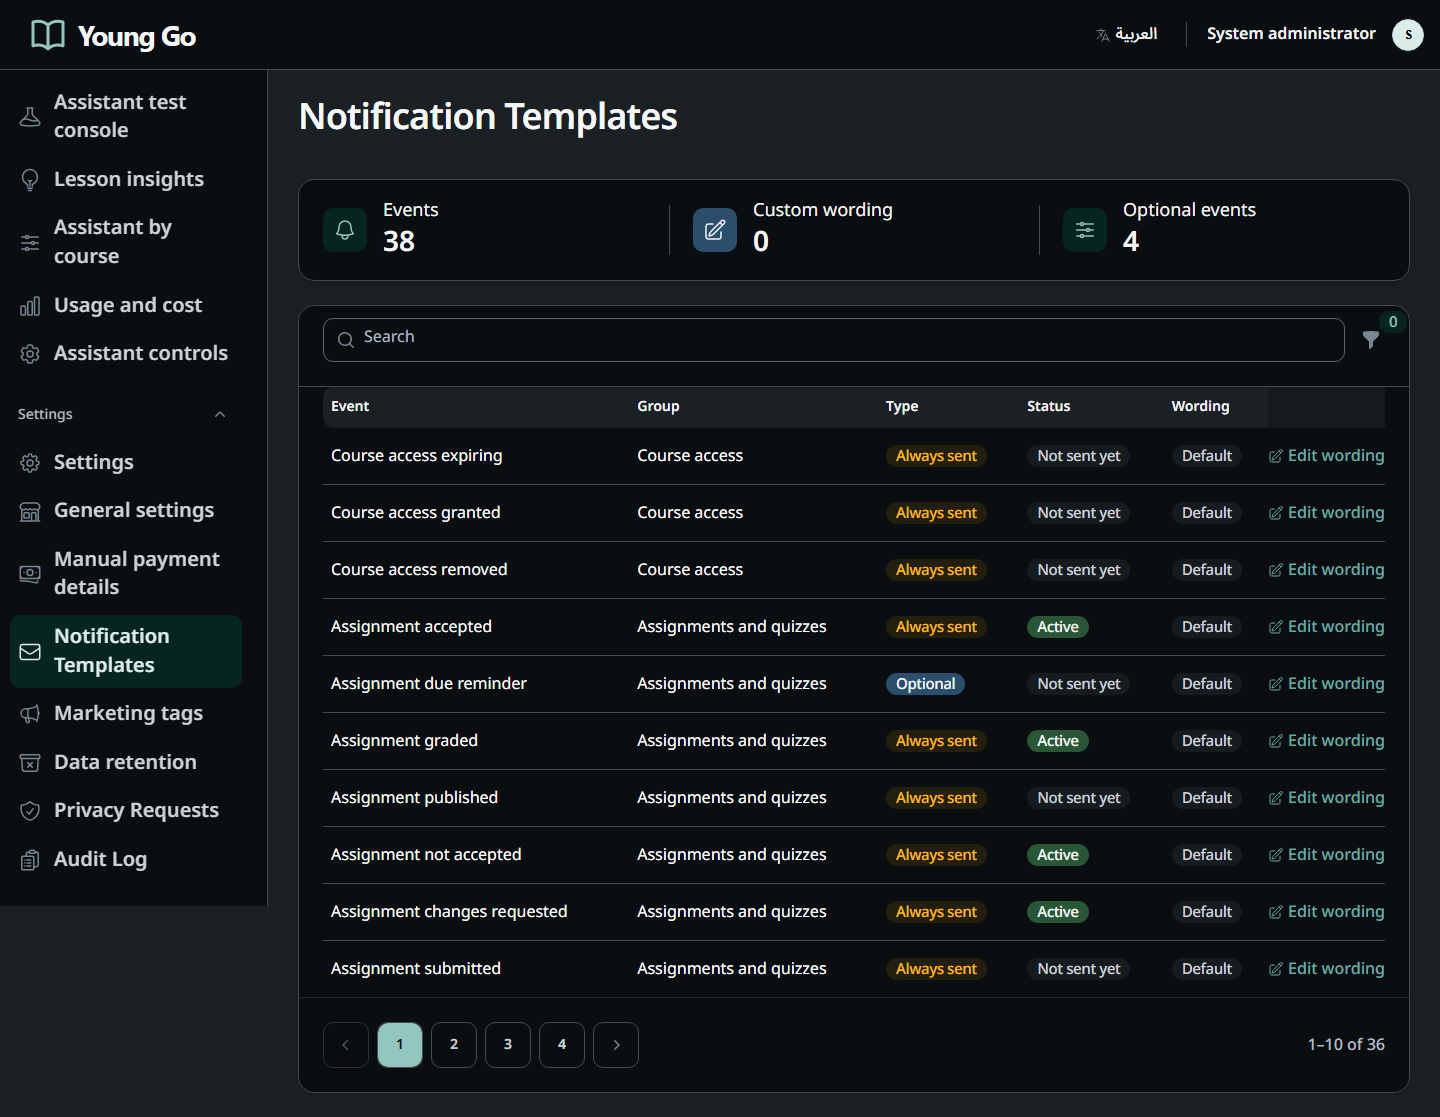 Young Go
العربية
System administrator
S
Assistant test
console
Lesson insights
Assistant by
course
Usage and cost
Assistant controls
Settings
Settings
General settings
Manual payment
details
Notification
Templates
Marketing tags
Data retention
Privacy Requests
Audit Log
Notification Templates
Events
38
Custom wording
0
Optional events
4
Search
0
Event Group Type Status Wording
Course access expiring Course access Always sent Not sent yet Default Edit wording
Course access granted Course access Always sent Not sent yet Default Edit wording
Course access removed Course access Always sent Not sent yet Default Edit wording
Assignment accepted Assignments and quizzes Always sent Active Default Edit wording
Assignment due reminder Assignments and quizzes Optional Not sent yet Default Edit wording
Assignment graded Assignments and quizzes Always sent Active Default Edit wording
Assignment published Assignments and quizzes Always sent Not sent yet Default Edit wording
Assignment not accepted Assignments and quizzes Always sent Active Default Edit wording
Assignment changes requested Assignments and quizzes Always sent Active Default Edit wording
Assignment submitted Assignments and quizzes Always sent Not sent yet Default Edit wording
1 2 3 4 1–10 of 36